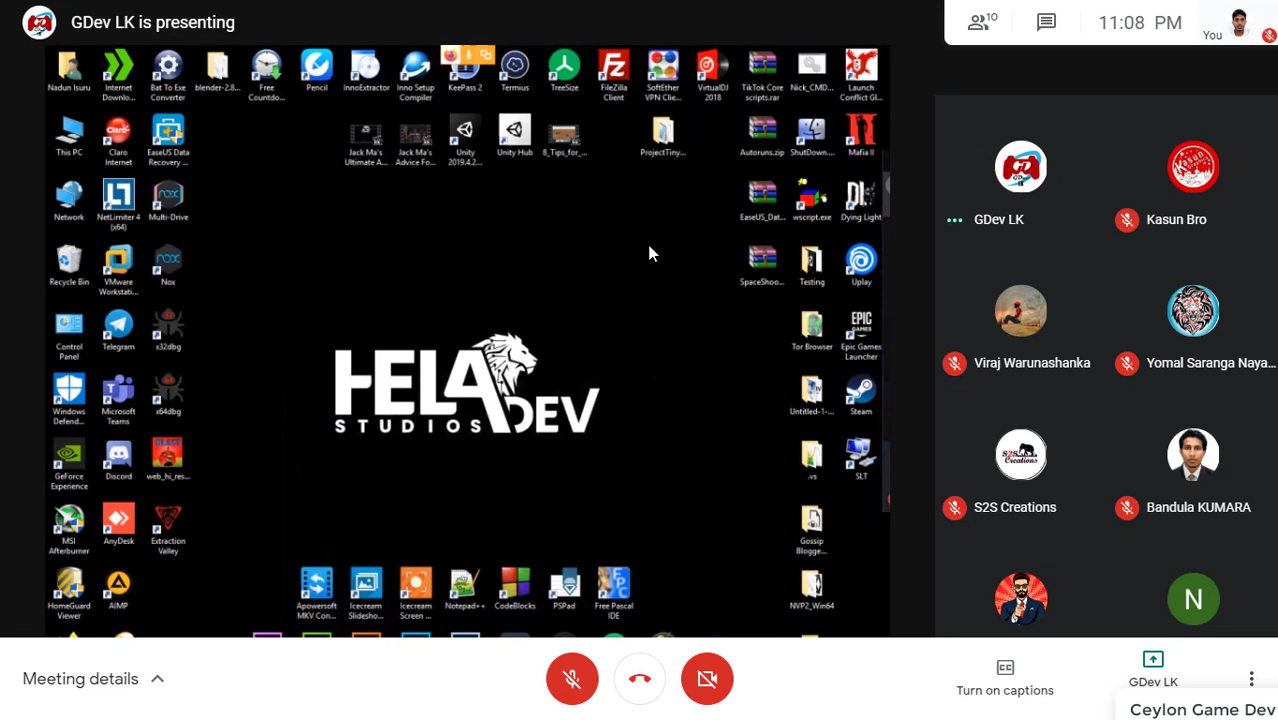 GDev LK is presenting
10
11:08 PM
You
Nadun Isuru
Internet Downlo...
Bat To Exe Converter
blender-2.8...
Free Countdo...
Pencil
InnoExtractor
Inno Setup Compiler
KeePass 2
Termius
TreeSize
FileZilla Client
SoftEther VPN Clie...
VirtualDJ 2018
TikTok Core scripts.rar
Nick_CMD...
Launch Conflict Gl...
This PC
Claro Internet
EaseUS Data Recovery ...
Jack Ma's Ultimate A...
Jack Ma's Advice Fo...
Unity 2019.4.2...
Unity Hub
8_Tips_for_...
ProjectTiny...
Autoruns.zip
ShutDown...
Mafia II
Network
NetLimiter 4 (x64)
Multi-Drive
EaseUS_Dat...
wscript.exe
Dying Light
Recycle Bin
VMware Workstati...
Nox
SpaceShoo...
Testing
Uplay
Control Panel
Telegram
x32dbg
Tor Browser
Epic Games Launcher
Windows Defend...
Microsoft Teams
x64dbg
Untitled-1-...
Steam
HELA DEV
STUDIOS
GeForce Experience
Discord
web_hi_res...
.vs
SLT
MSI Afterburner
AnyDesk
Extraction Valley
Gossip Blogge...
HomeGuard Viewer
AIMP
Apowersoft MKV Con...
Icecream Slidesho...
Icecream Screen ...
Notepad++
CodeBlocks
PSPad
Free Pascal IDE
NVP2_Win64
GDev LK
Kasun Bro
Viraj Warunashanka
Yomal Saranga Naya...
S2S Creations
Bandula KUMARA
N
Meeting details
Turn on captions
GDev LK
Ceylon Game Dev